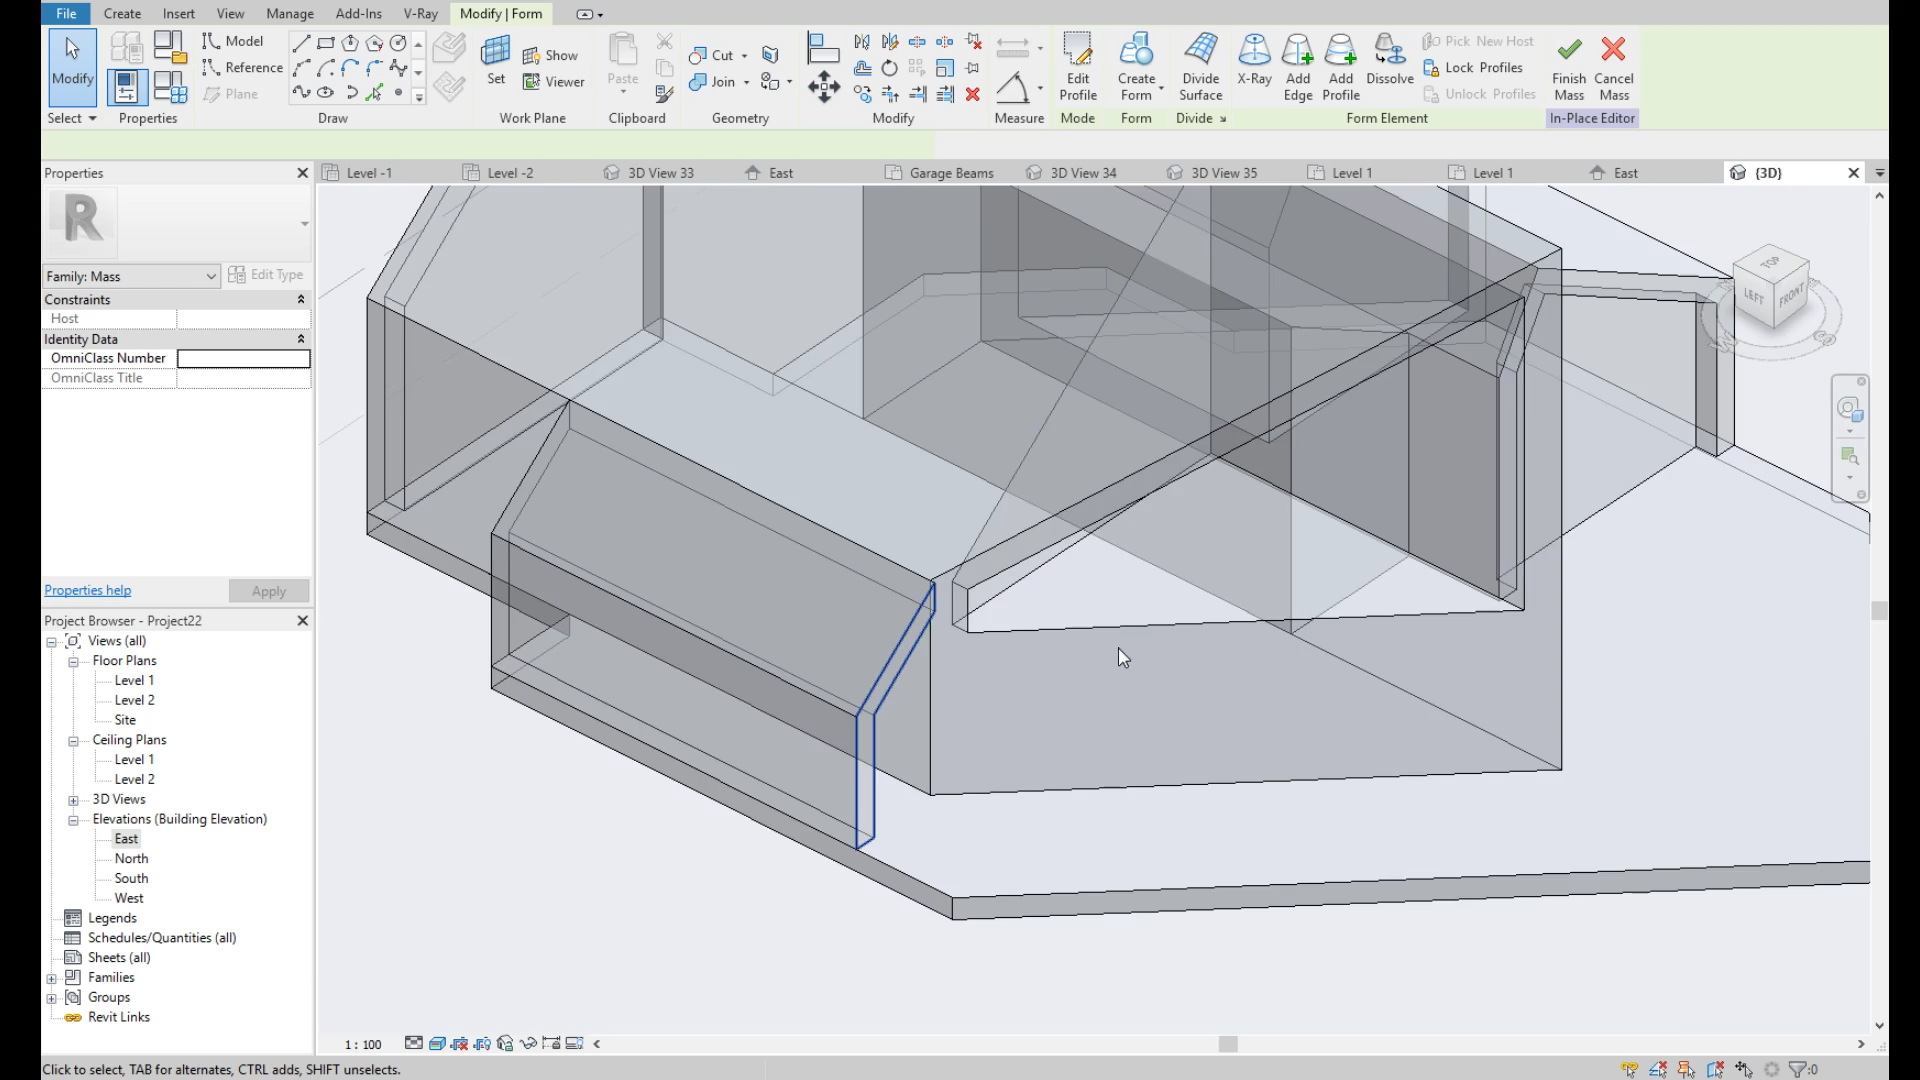 File Create Insert View Manage Add-Ins V-Ray Modify | Form
Modify
Select
Properties
Model
Reference
Plane
Draw
Set
Show
Viewer
Work Plane
Paste
Clipboard
Cut
Join
Geometry
Modify
Measure
Edit
Profile
Mode
Create
Form
Form
Divide
Surface
Divide
X-Ray
Add
Edge
Add
Profile
Dissolve
Pick New Host
Lock Profiles
Unlock Profiles
Form Element
Finish
Mass
Cancel
Mass
In-Place Editor
Level -1 Level -2 3D View 33 East Garage Beams 3D View 34 3D View 35 Level 1 Level 1 East {3D}
Properties
R
Family: Mass Edit Type
Constraints
Host
Identity Data
OmniClass Number
OmniClass Title
Properties help Apply
Project Browser - Project22
Views (all)
Floor Plans
Level 1
Level 2
Site
Ceiling Plans
Level 1
Level 2
3D Views
Elevations (Building Elevation)
East
North
South
West
Legends
Schedules/Quantities (all)
Sheets (all)
Families
Groups
Revit Links
TOP
LEFT
FRONT
S
1 : 100
Click to select, TAB for alternates, CTRL adds, SHIFT unselects.
:0